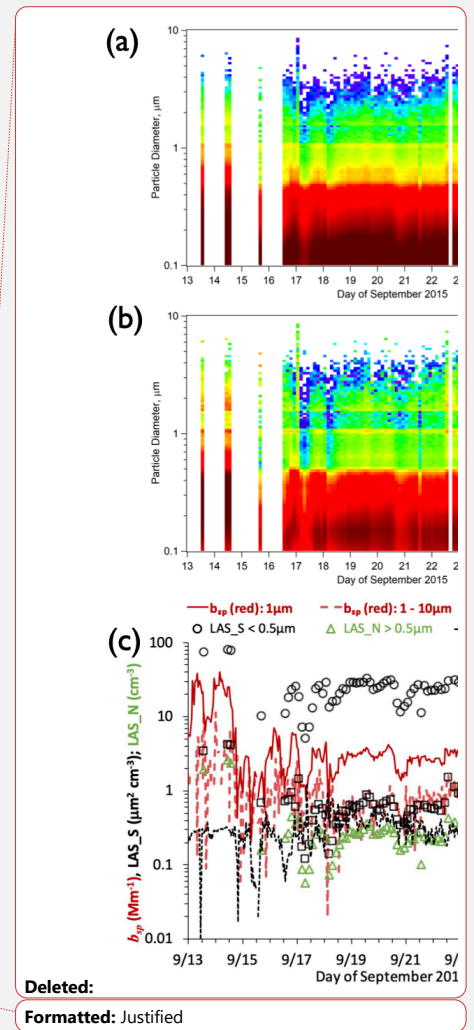 (a)
10
1
0.1
Particle Diameter, µm
13 14 15 16 17 18 19 20 21 22 2
Day of September 2015
(b)
10
1
0.1
Particle Diameter, µm
13 14 15 16 17 18 19 20 21 22 2
Day of September 2015
bsp (red): 1µm bsp (red): 1 - 10µm
LAS_S < 0.5µm LAS_N > 0.5µm
(c)
100
10
1
0.1
0.01
bsp (Mm-1), LAS_S (µm2 cm-3); LAS_N (cm-3)
9/13 9/15 9/17 9/19 9/21 9/
Day of September 201
Deleted:
Formatted: Justified